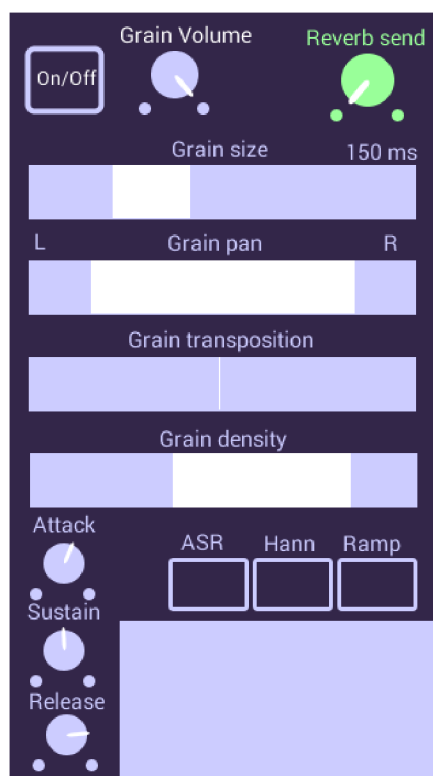 Grain Volume
Reverb send
On/Off
Grain size
150 ms
L
Grain pan
R
Grain transposition
Grain density
Attack
ASR
Hann
Ramp
Sustain
Release